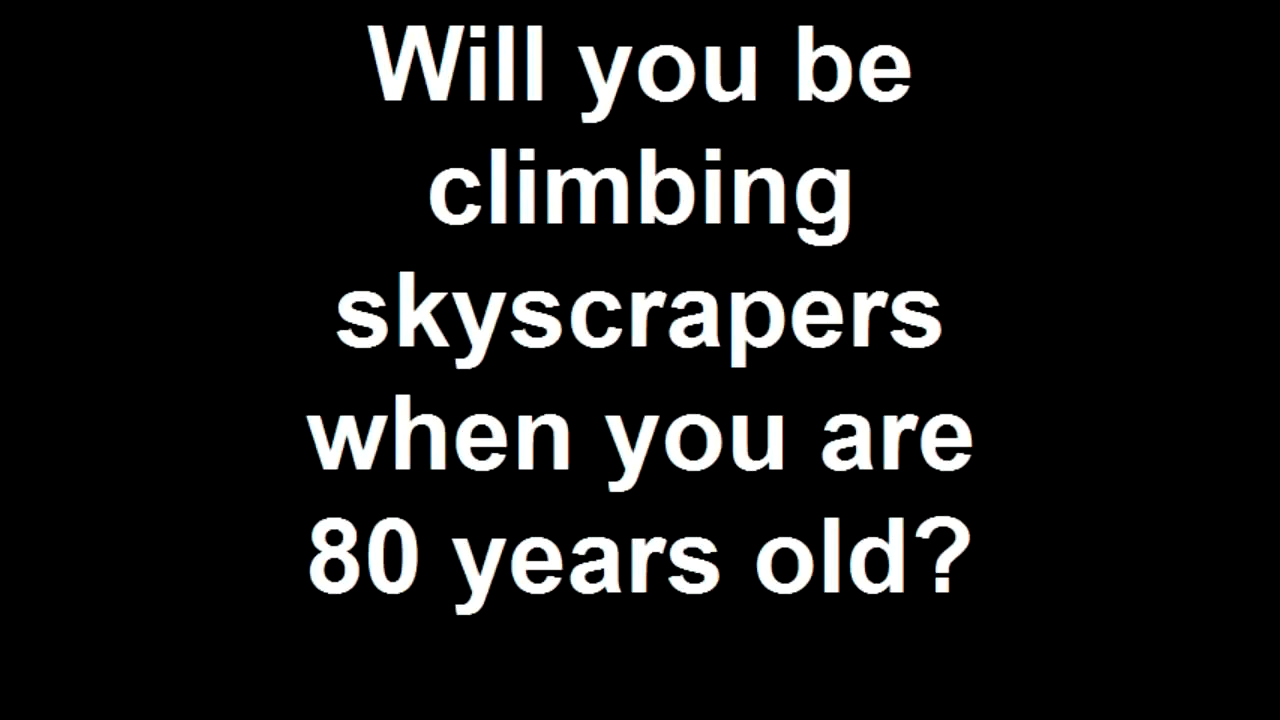 Will you be
climbing
skyscrapers
when you are
80 years old?